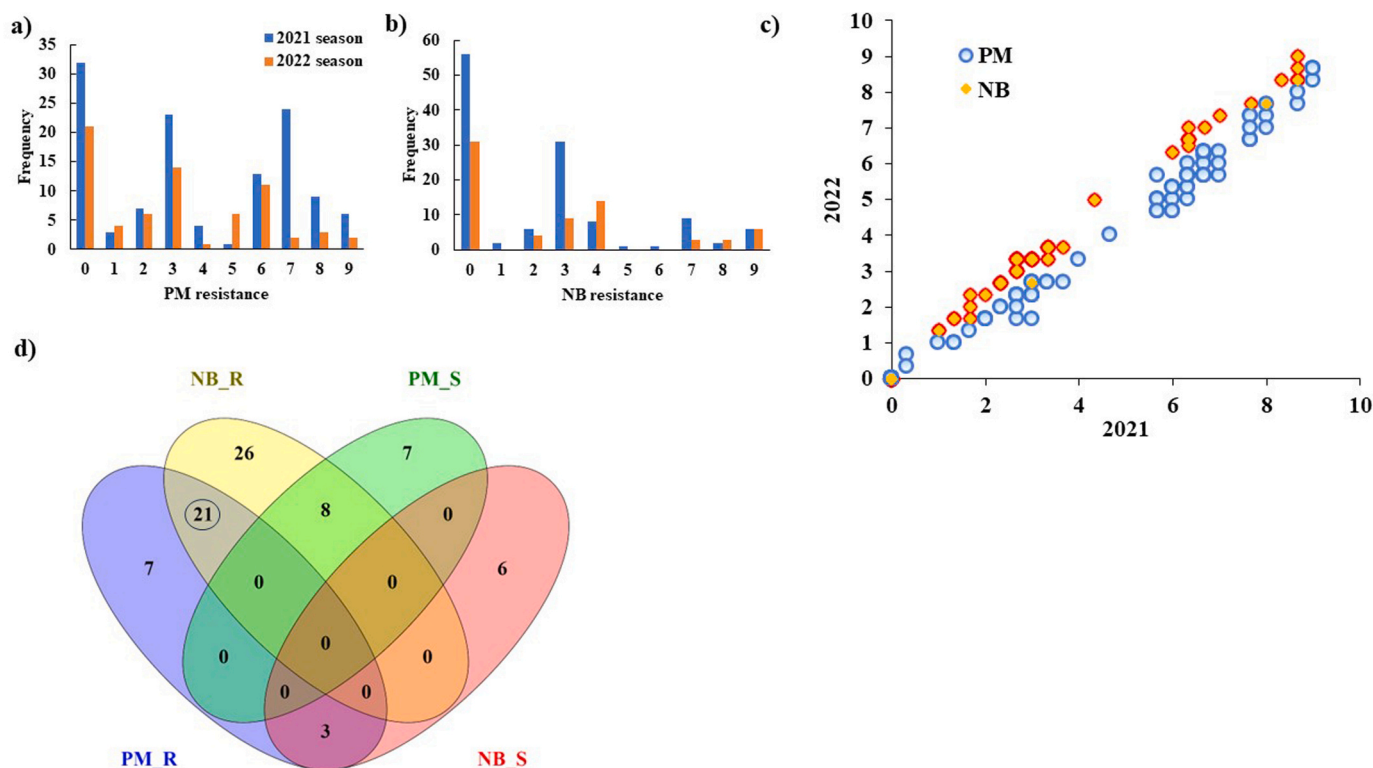 a)
2021 season
2022 season
35
30
25
20
15
10
5
0
Frequency
0 1 2 3 4 5 6 7 8 9
PM resistance
b)
60
50
40
30
20
10
0
Frequency
0 1 2 3 4 5 6 7 8 9
NB resistance
c)
10
9
8
7
6
5
4
3
2
1
0
2022
PM
NB
0 2 4 6 8 10
2021
d)
NB_R PM_S
26 7
21 8 0
7 0 0 6
0 0 0
0 0
3
PM_R NB_S